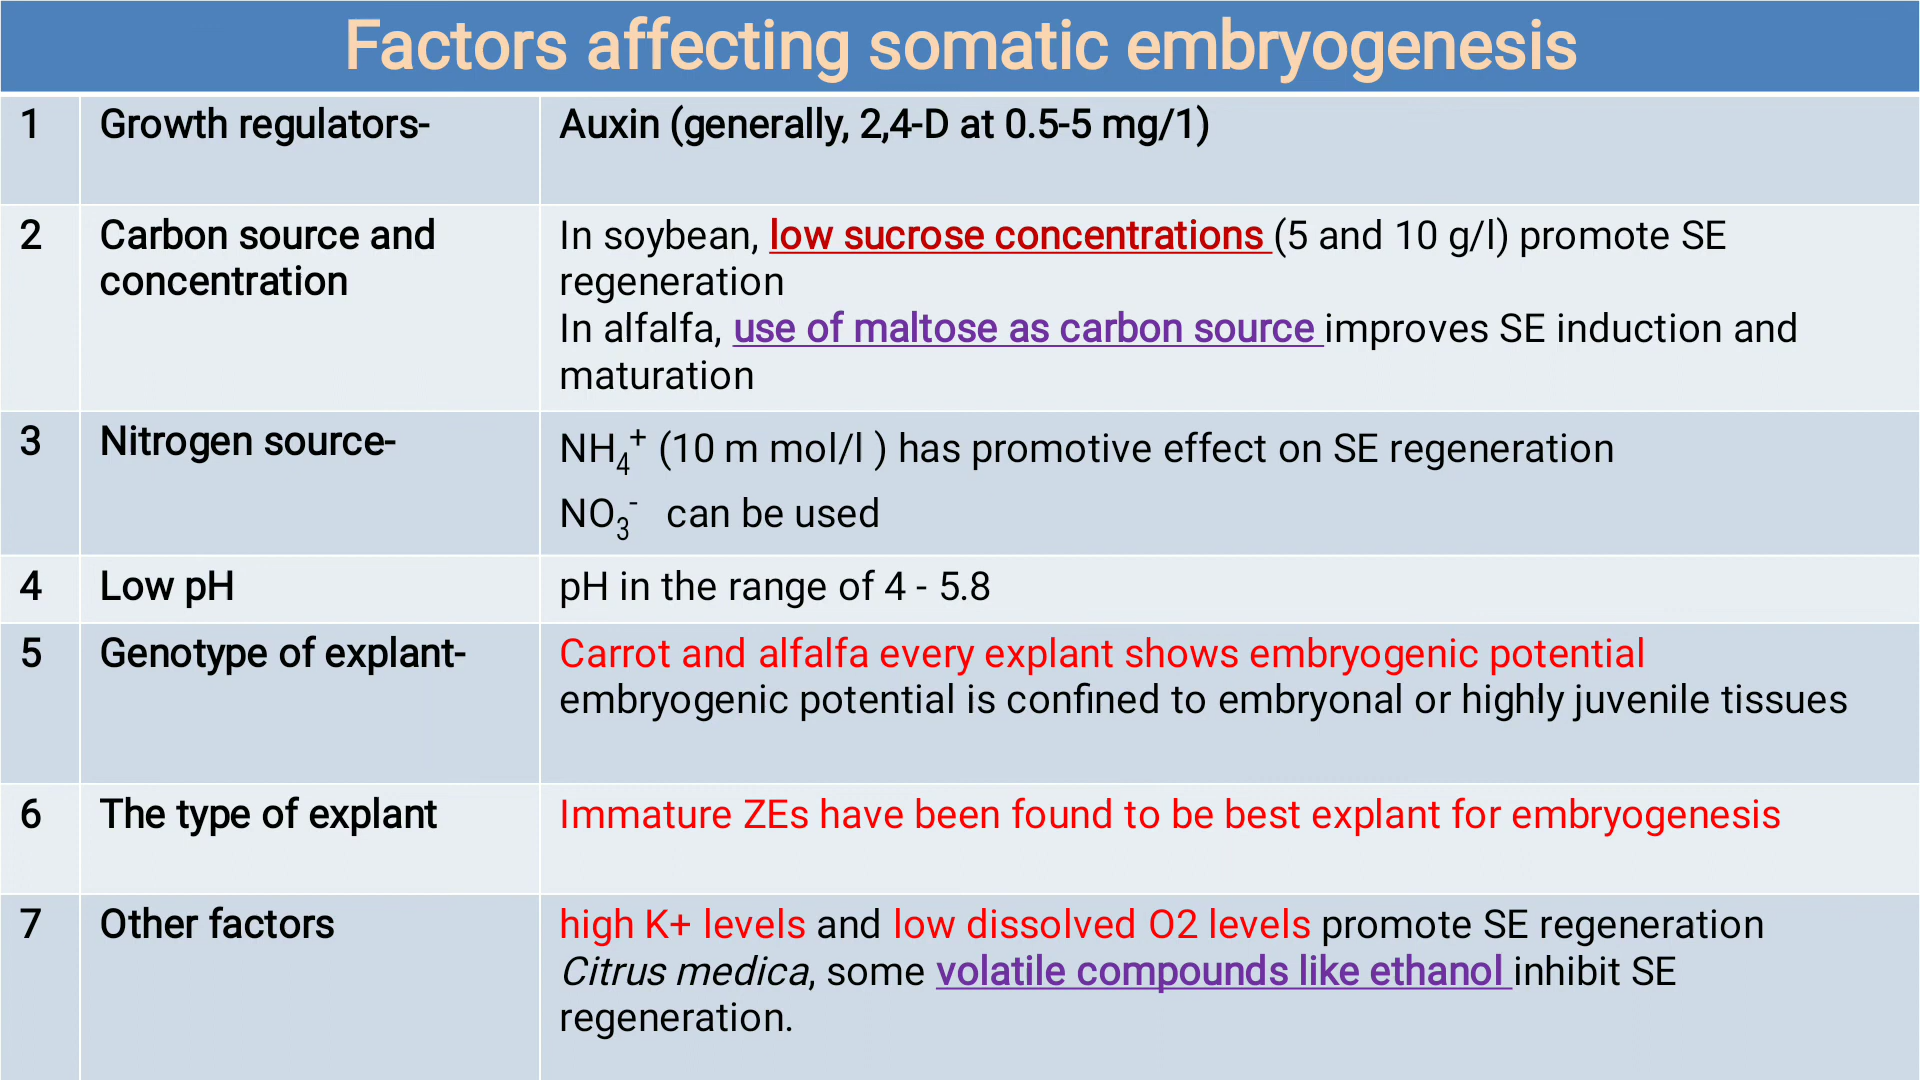 Factors affecting somatic embryogenesis
1 Growth regulators- Auxin (generally, 2,4-D at 0.5-5 mg/1)
2 Carbon source and concentration In soybean, low sucrose concentrations (5 and 10 g/l) promote SE
regeneration
In alfalfa, use of maltose as carbon source improves SE induction and
maturation
3 Nitrogen source- NH₄⁺ (10 m mol/l ) has promotive effect on SE regeneration
NO₃⁻ can be used
4 Low pH pH in the range of 4 - 5.8
5 Genotype of explant- Carrot and alfalfa every explant shows embryogenic potential
embryogenic potential is confined to embryonal or highly juvenile tissues
6 The type of explant Immature ZEs have been found to be best explant for embryogenesis
7 Other factors high K+ levels and low dissolved O2 levels promote SE regeneration
Citrus medica, some volatile compounds like ethanol inhibit SE
regeneration.